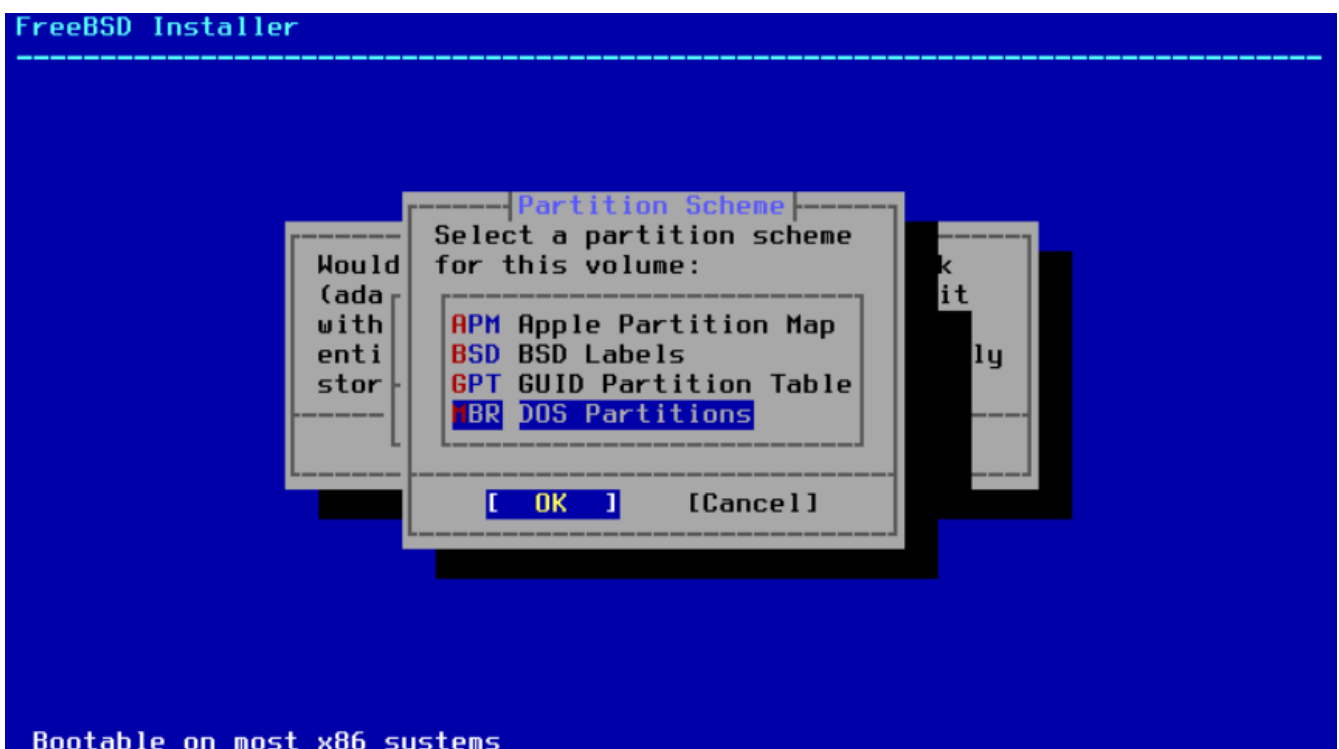 FreeBSD Installer
Partition Scheme
Select a partition scheme
for this volume:
Would
k
(ada
it
with
enti
ly
stor
APM Apple Partition Map
BSD BSD Labels
GPT GUID Partition Table
MBR DOS Partitions
[ OK ] [Cancel]
Bootable on most x86 systems